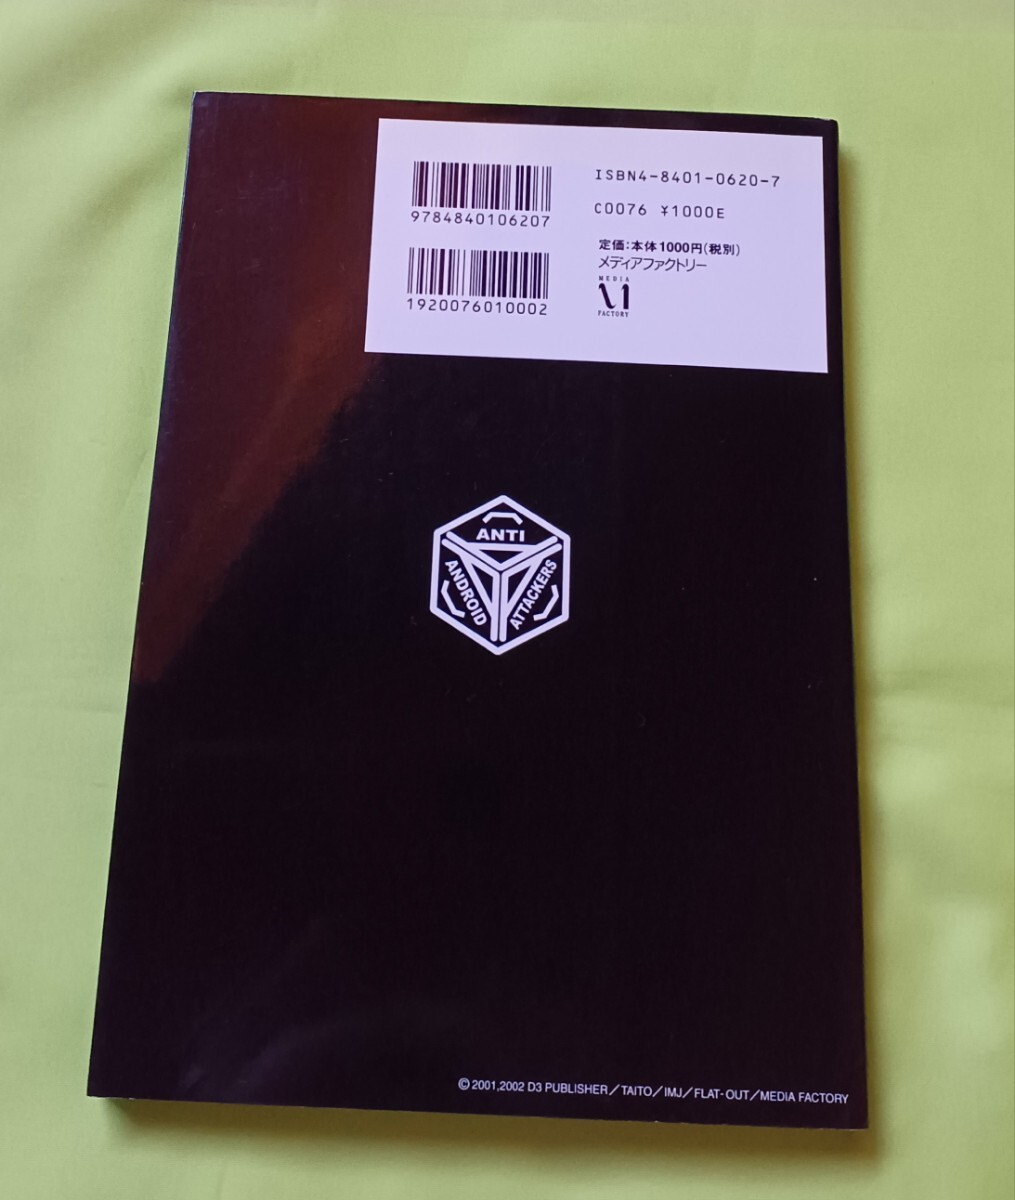 9784840106207
ISBN4-8401-0620-7
C0076 ¥1000E
1920076010002
定価:本体1000円(税別)
メディアファクトリー
MEDIA
FACTORY
ANTI
ANDROID
ATTACKERS
©2001,2002 D3 PUBLISHER/TAITO/IMJ/FLAT-OUT/MEDIA FACTORY